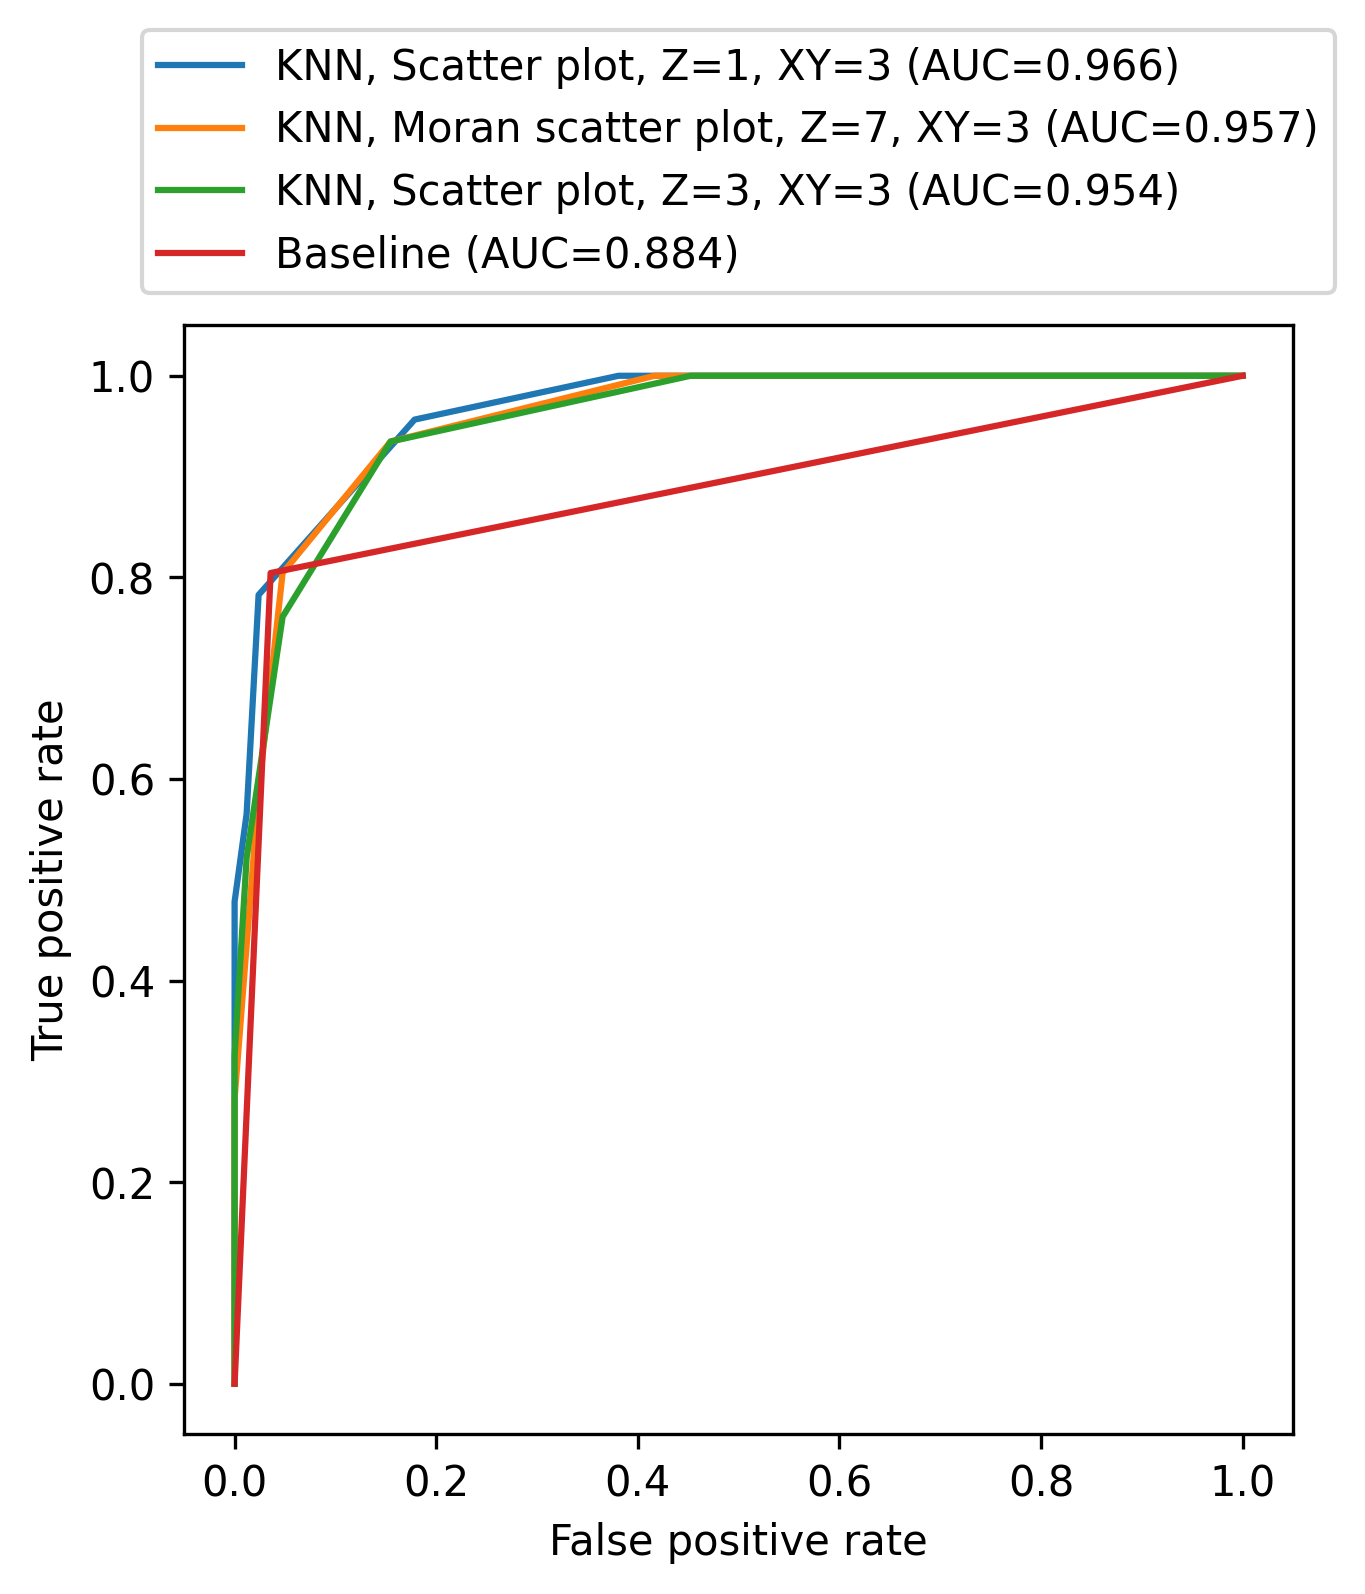 KNN, Scatter plot, Z=1, XY=3 (AUC=0.966)
KNN, Moran scatter plot, Z=7, XY=3 (AUC=0.957)
KNN, Scatter plot, Z=3, XY=3 (AUC=0.954)
Baseline (AUC=0.884)
1.0
0.8
0.6
0.4
0.2
0.0
True positive rate
0.0 0.2 0.4 0.6 0.8 1.0
False positive rate